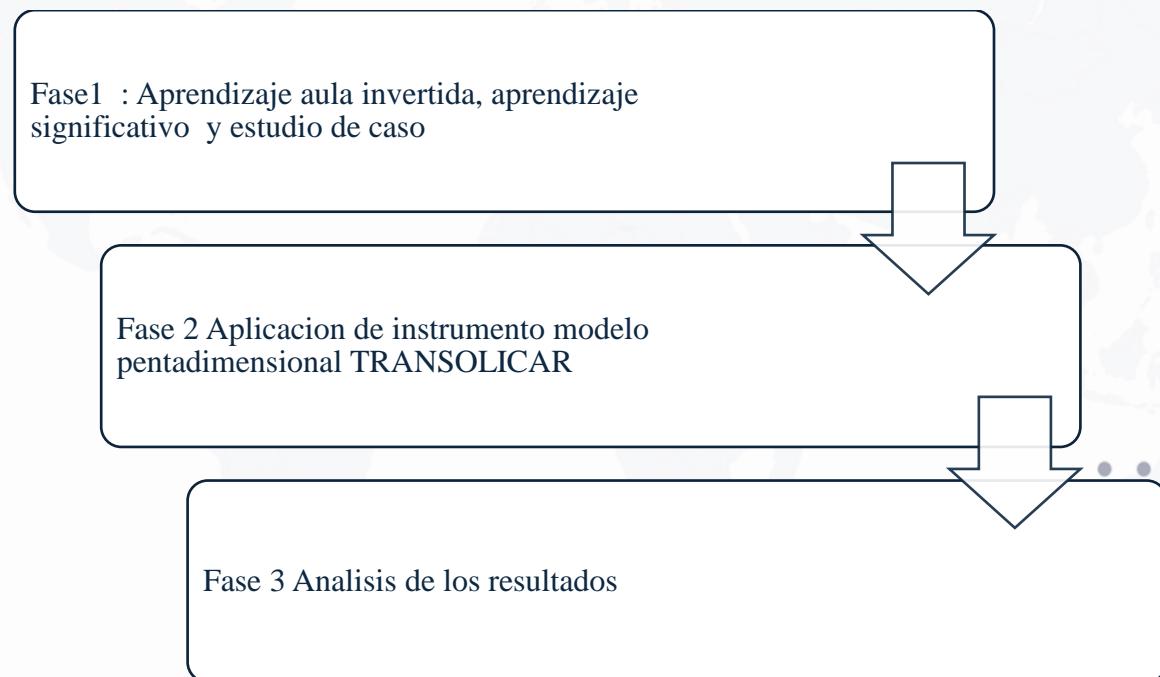 Fase1  : Aprendizaje aula invertida, aprendizaje
significativo  y estudio de caso
Fase 2 Aplicacion de instrumento modelo
pentadimensional TRANSOLICAR
Fase 3 Analisis de los resultados